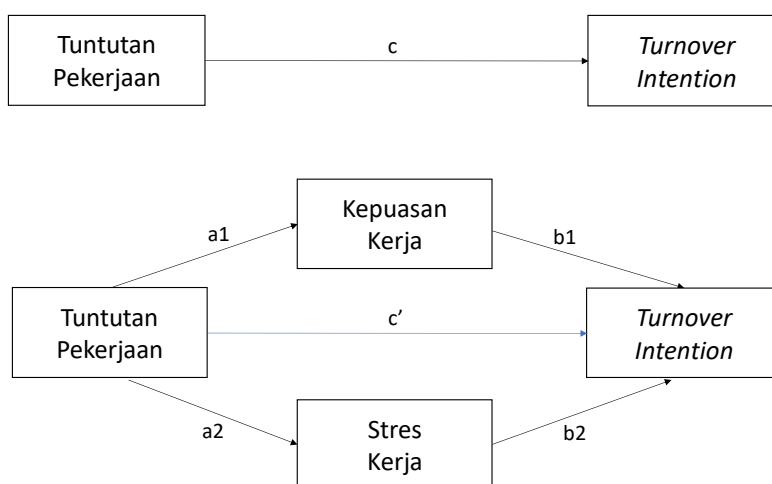 Tuntutan
Pekerjaan
c
Turnover
Intention
Kepuasan
Kerja
a1
b1
Tuntutan
Pekerjaan
c’
Turnover
Intention
a2
Stres
Kerja
b2